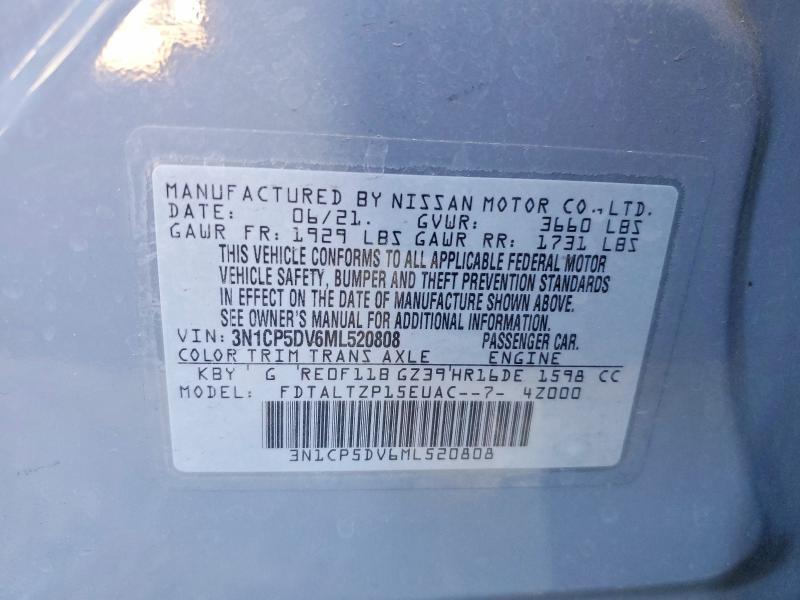 MANUFACTURED BY NISSAN MOTOR CO.,LTD.
DATE: 06/21. GVWR: 3660 LBS
GAWR FR: 1929 LBS GAWR RR: 1731 LBS
THIS VEHICLE CONFORMS TO ALL APPLICABLE FEDERAL MOTOR
VEHICLE SAFETY, BUMPER AND THEFT PREVENTION STANDARDS
IN EFFECT ON THE DATE OF MANUFACTURE SHOWN ABOVE.
SEE OWNER'S MANUAL FOR ADDITIONAL INFORMATION.
VIN: 3N1CP5DV6ML520808 PASSENGER CAR.
COLOR TRIM TRANS AXLE ENGINE
KBY G RE0F11B GZ39 HR16DE 1598 CC
MODEL: FDTALTZP15EUAC--7- 4Z000
3N1CP5DV6ML520808